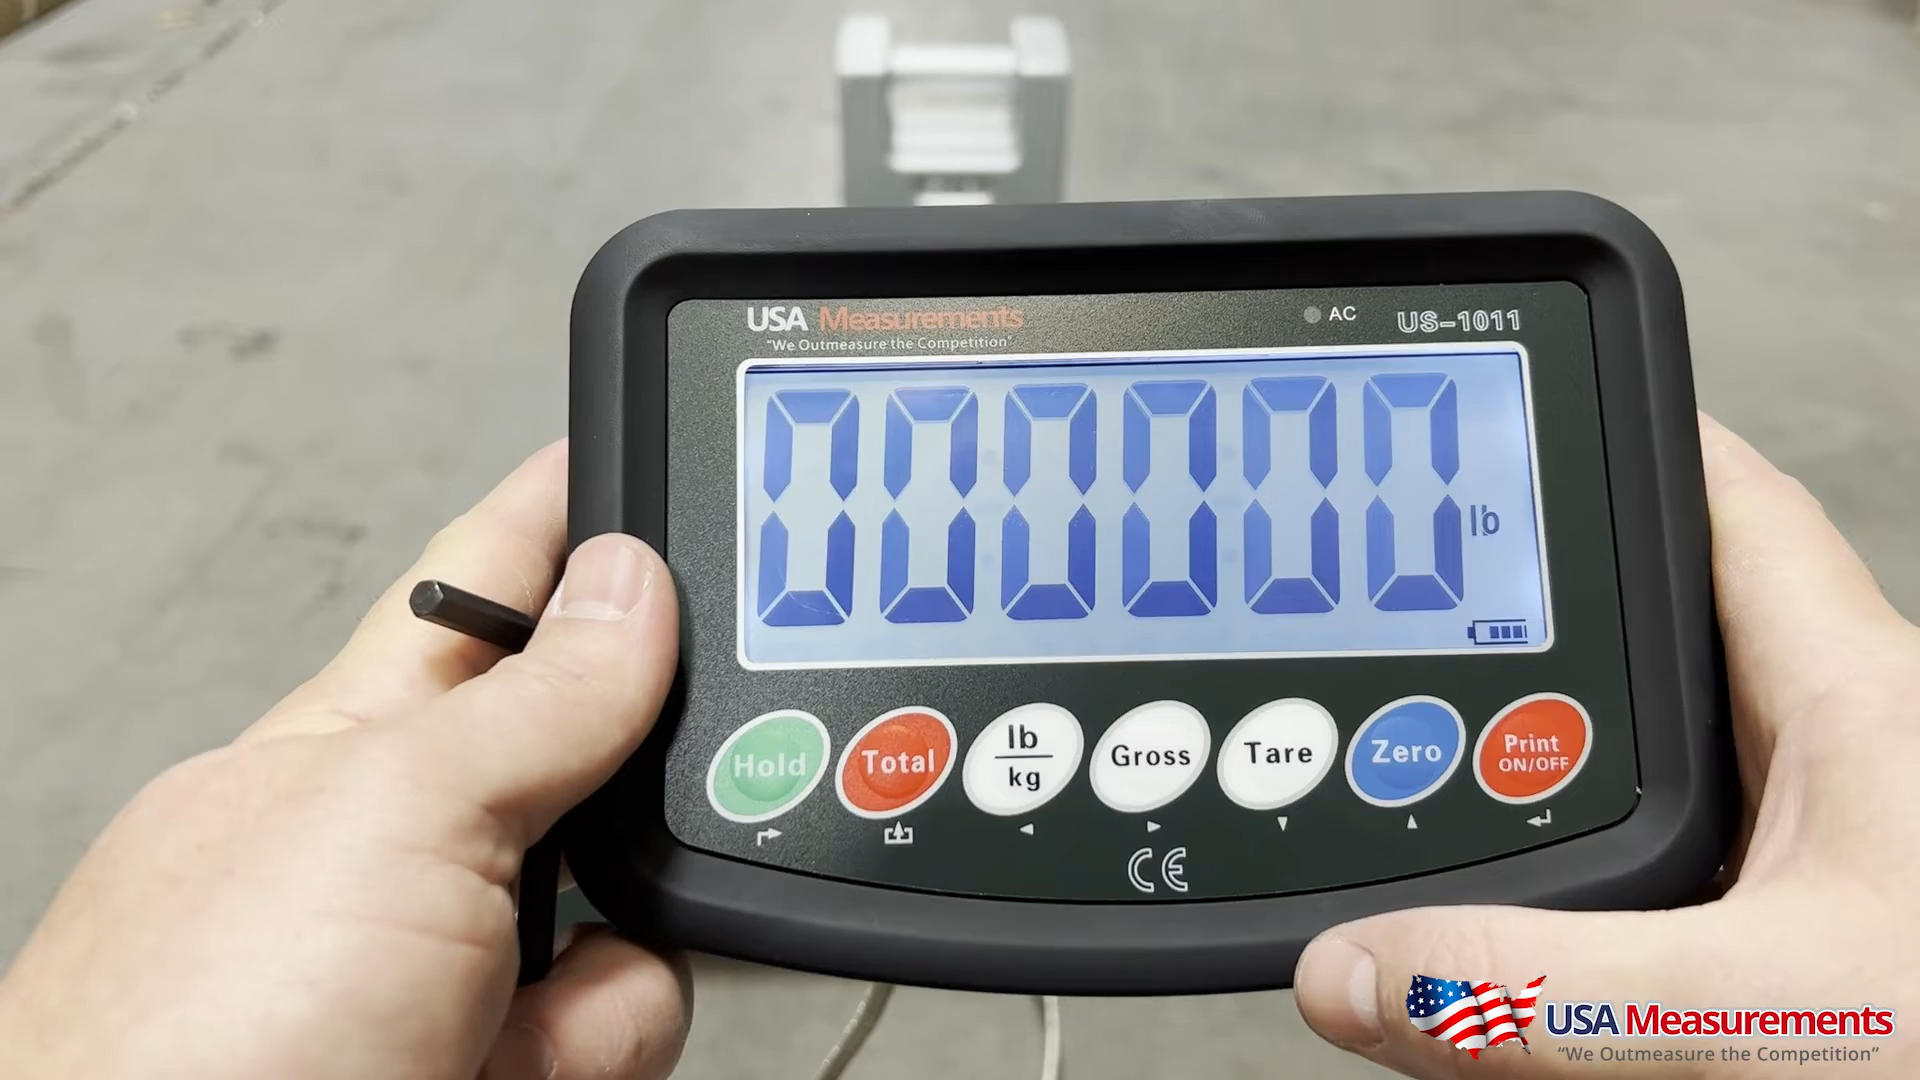 USA Measurements
"We Outmeasure the Competition"
AC
US-1011
000000
lb
Hold
Total
lb
kg
Gross
Tare
Zero
Print
ON/OFF
CE
USA Measurements
"We Outmeasure the Competition"